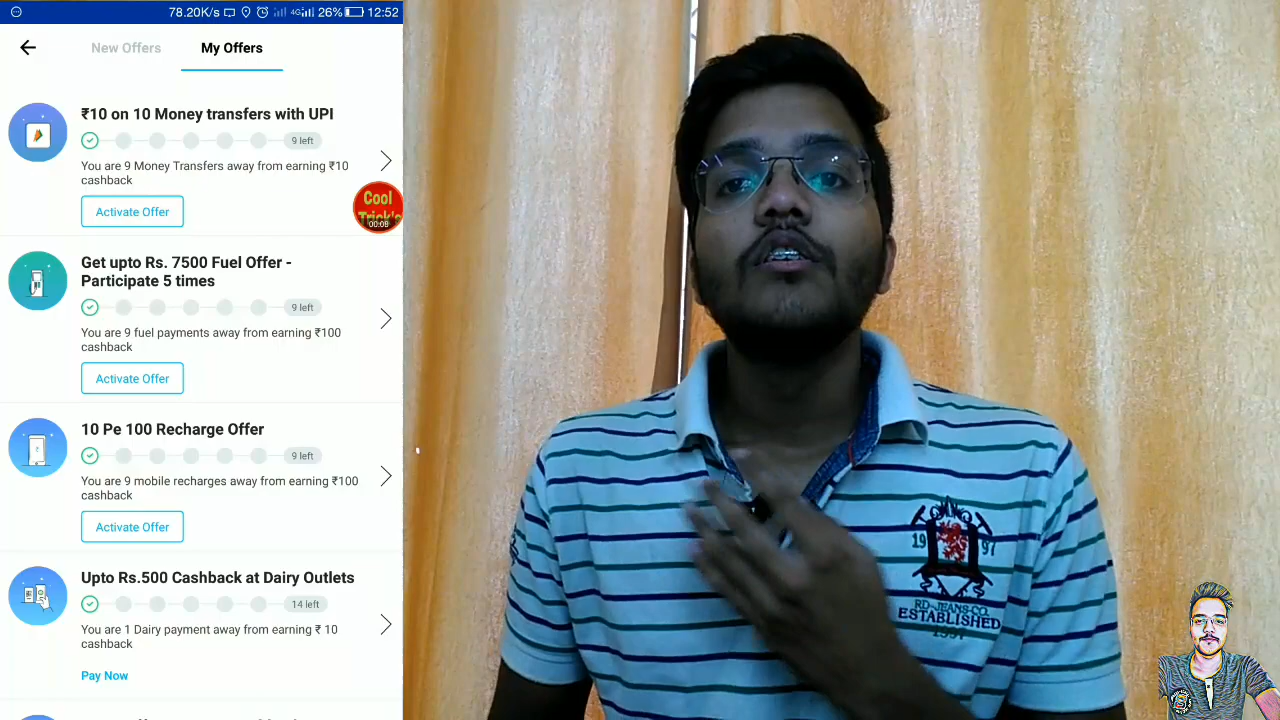 78.20K/s 4G 26% 12:52
New Offers My Offers
₹10 on 10 Money transfers with UPI
9 left
You are 9 Money Transfers away from earning ₹10
cashback
Activate Offer
Cool
Trick's
00:08
Get upto Rs. 7500 Fuel Offer -
Participate 5 times
9 left
You are 9 fuel payments away from earning ₹100
cashback
Activate Offer
10 Pe 100 Recharge Offer
9 left
You are 9 mobile recharges away from earning ₹100
cashback
Activate Offer
Upto Rs.500 Cashback at Dairy Outlets
14 left
You are 1 Dairy payment away from earning ₹ 10
cashback
Pay Now
19 97
RD-JEANS-CO.
ESTABLISHED
1997